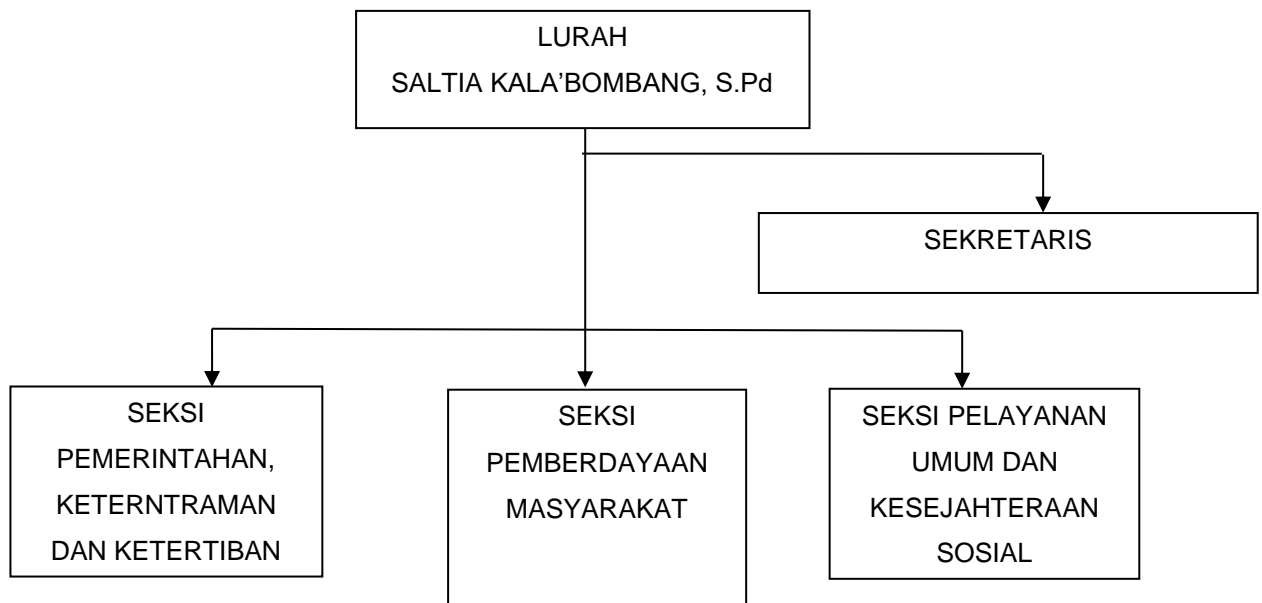 LURAH
SALTIA KALA’BOMBANG, S.Pd
SEKRETARIS
SEKSI
PEMERINTAHAN,
KETERNTRAMAN
DAN KETERTIBAN
SEKSI
PEMBERDAYAAN
MASYARAKAT
SEKSI PELAYANAN
UMUM DAN
KESEJAHTERAAN
SOSIAL